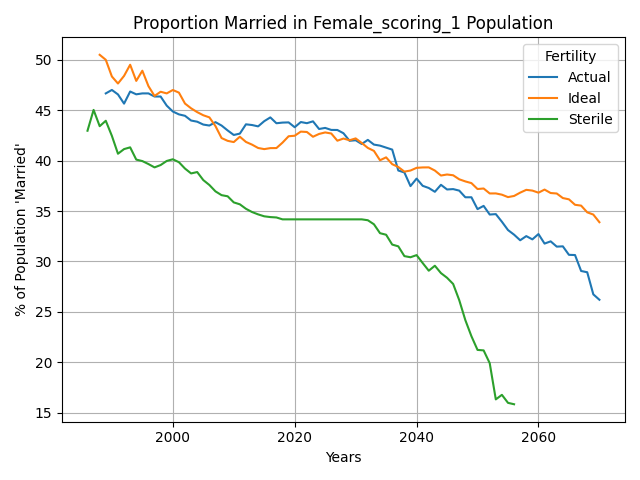 Proportion Married in Female_scoring_1 Population
% of Population 'Married'
50
45
40
35
30
25
20
15
Fertility
Actual
Ideal
Sterile
2000
2020
2040
2060
Years